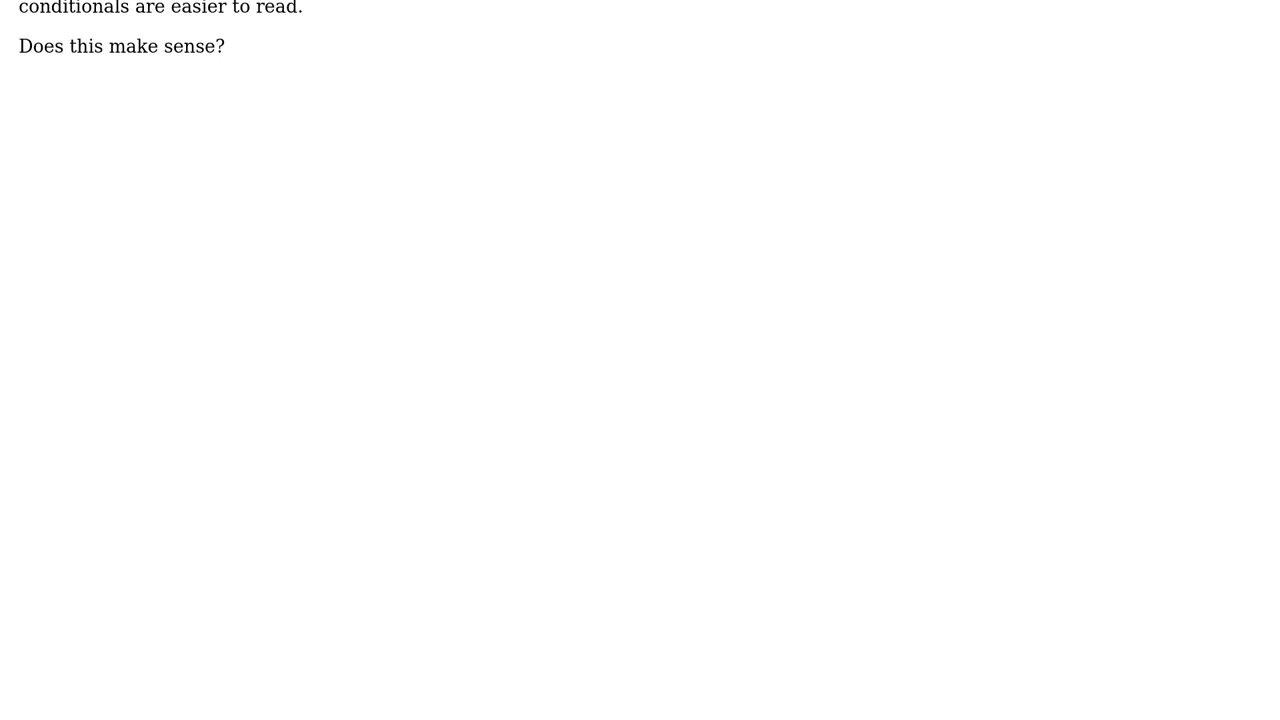 conditionals are easier to read.
Does this make sense?